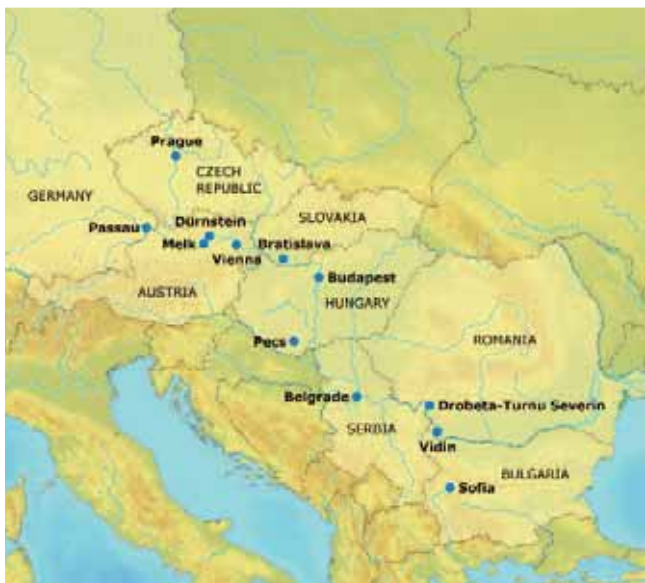 Prague
CZECH
REPUBLIC
GERMANY
SLOVAKIA
Dürnstein
Passau
Melk
Bratislava
Vienna
Budapest
AUSTRIA
HUNGARY
Pecs
ROMANIA
Belgrade
Drobeta-Turnu Severin
SERBIA
Vidin
BULGARIA
Sofia